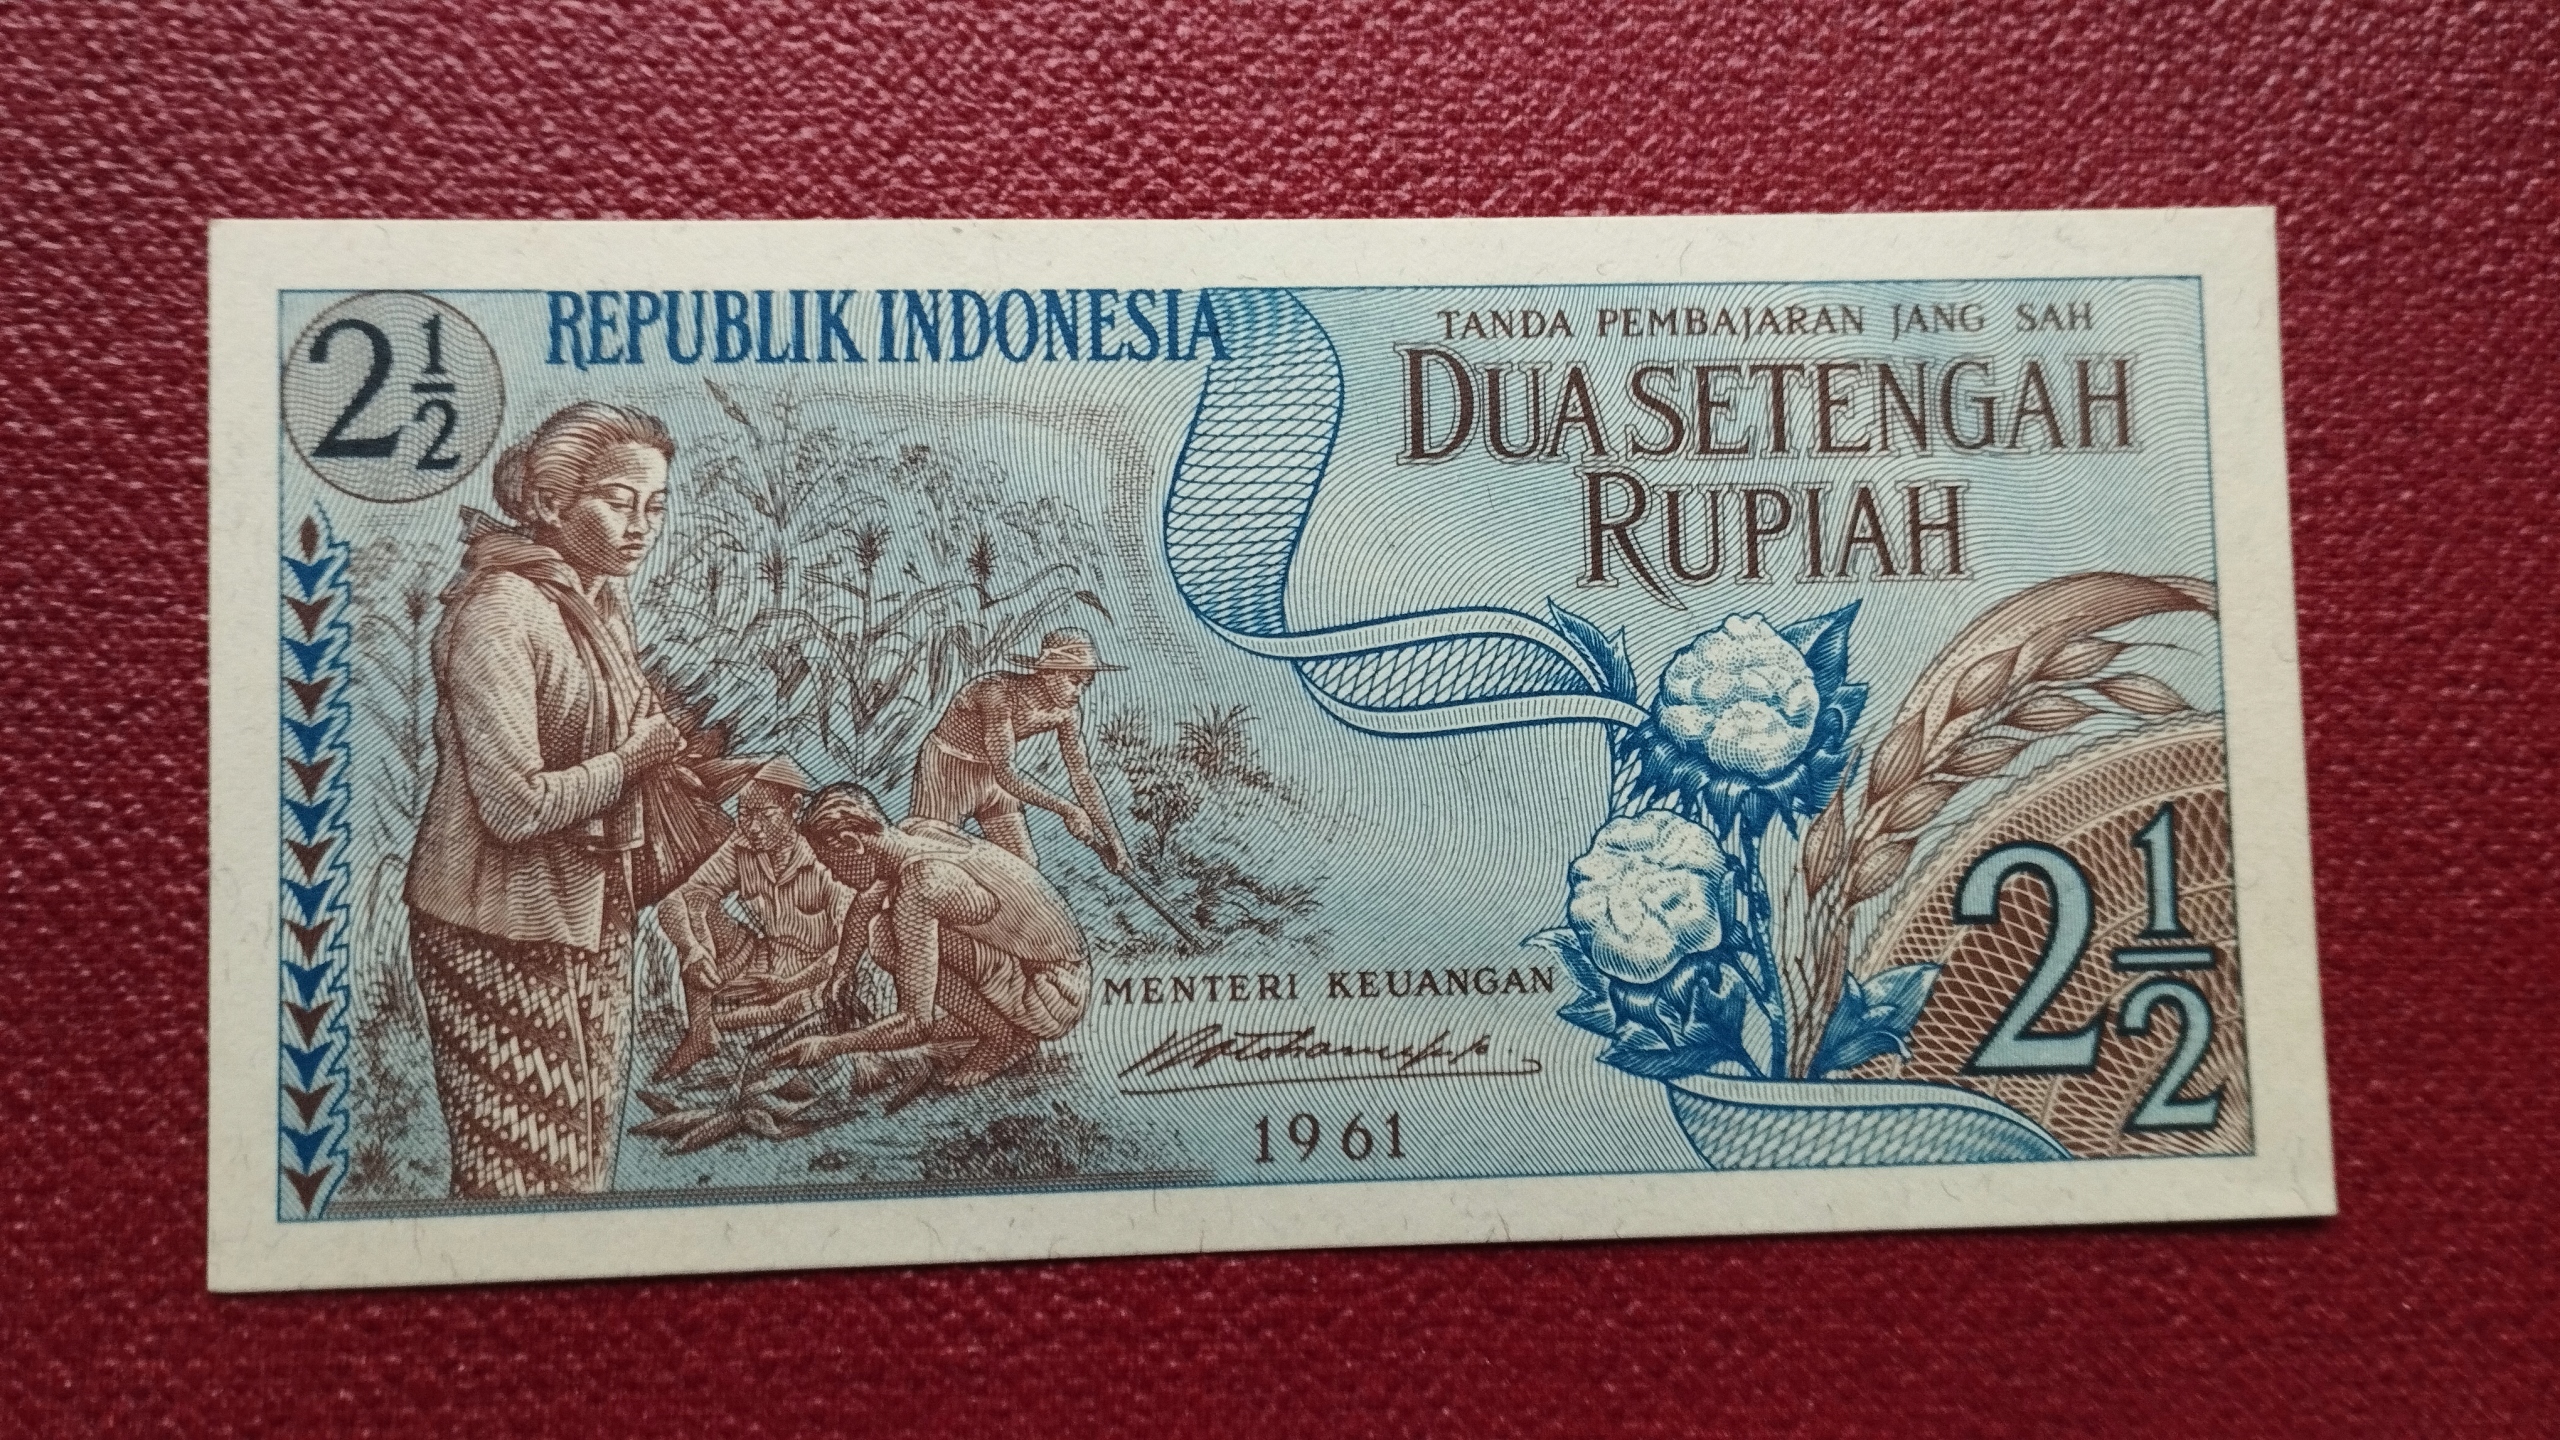 2 1/2
REPUBLIK INDONESIA
TANDA PEMBAJARAN JANG SAH
DUA SETENGAH
RUPIAH
MENTERI KEUANGAN
1961
2 1/2